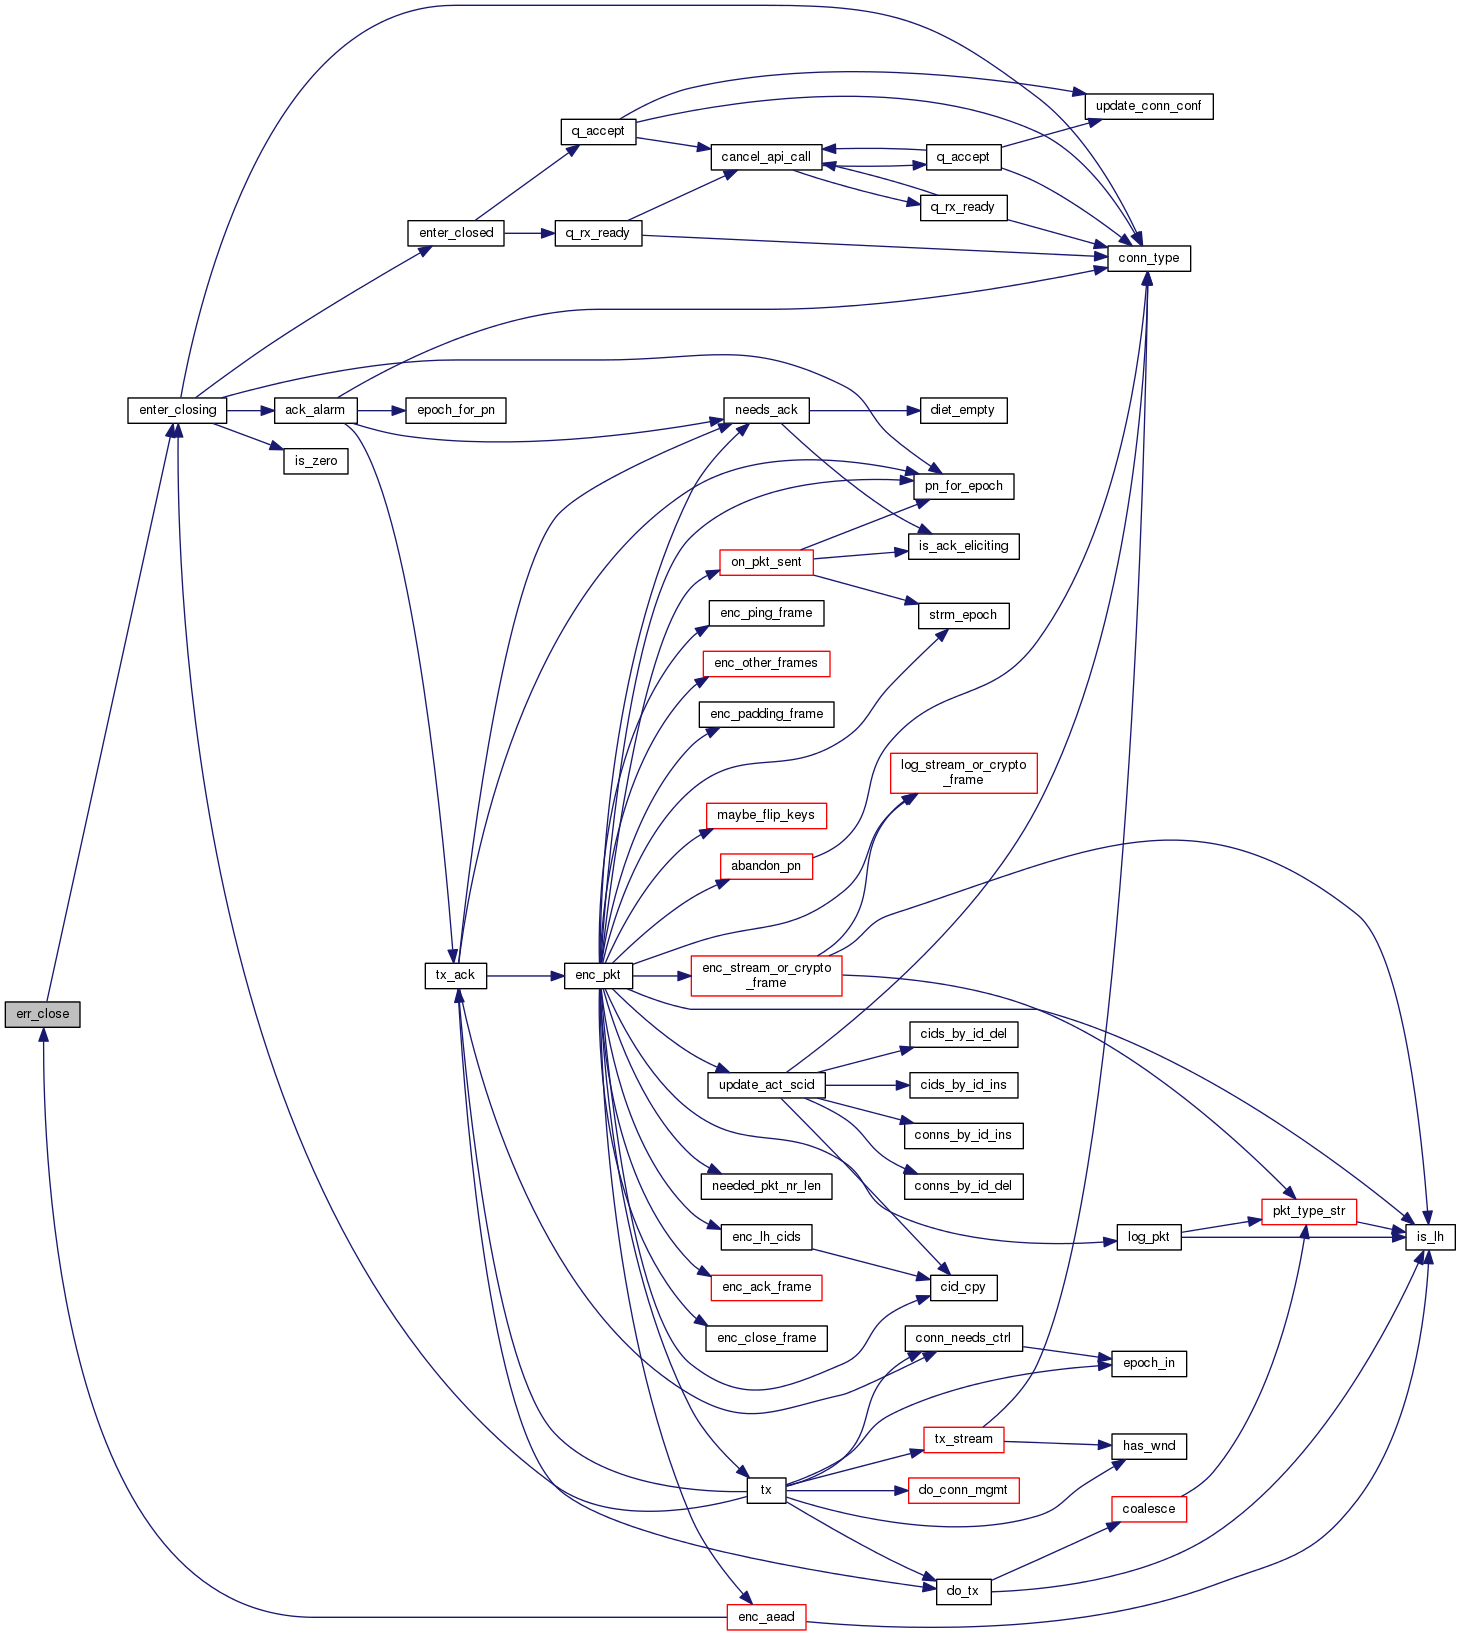 update_conn_conf
q_accept
cancel_api_call
q_accept
q_rx_ready
enter_closed
q_rx_ready
conn_type
enter_closing
ack_alarm
epoch_for_pn
needs_ack
diet_empty
is_zero
pn_for_epoch
is_ack_eliciting
on_pkt_sent
enc_ping_frame
strm_epoch
enc_other_frames
enc_padding_frame
log_stream_or_crypto
_frame
maybe_flip_keys
abandon_pn
tx_ack
enc_pkt
enc_stream_or_crypto
_frame
err_close
cids_by_id_del
update_act_scid
cids_by_id_ins
conns_by_id_ins
needed_pkt_nr_len
conns_by_id_del
pkt_type_str
enc_lh_cids
log_pkt
is_lh
enc_ack_frame
cid_cpy
enc_close_frame
conn_needs_ctrl
epoch_in
tx_stream
has_wnd
tx
do_conn_mgmt
coalesce
do_tx
enc_aead